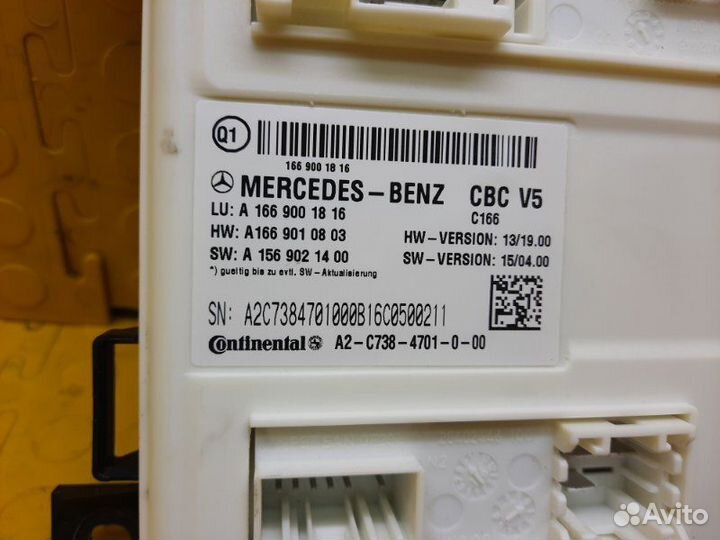 Q1
166 900 18 16
MERCEDES-BENZ CBC V5
C166
LU: A 166 900 18 16
HW: A166 901 08 03 HW-VERSION: 13/19.00
SW: A 156 902 14 00 SW-VERSION: 15/04.00
*) gueltig bis zu evtl. SW-Aktualisierung
SN: A2C7384701000B16C0500211
Continental A2-C738-4701-0-00
Avito